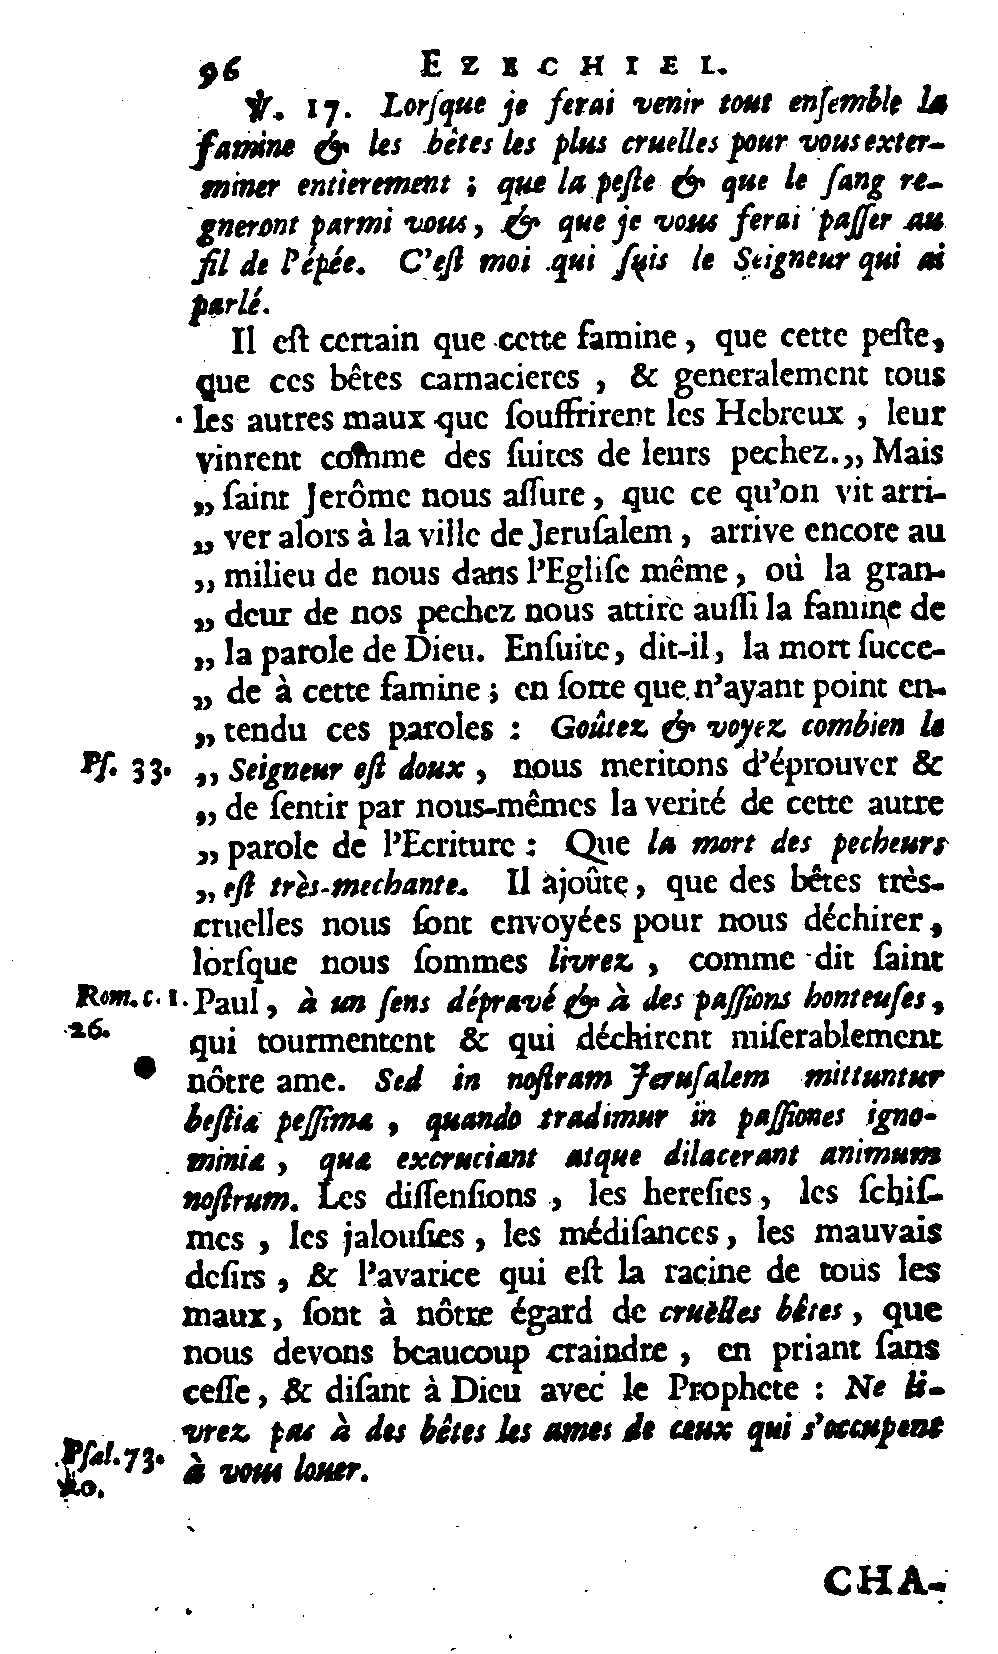 96 EZECHIEL.
℣. 17. Lorſque je ferai venir tout enſemble la
famine & les bêtes les plus cruelles pour vous exter-
miner entierement ; que la peſte & que le ſang re-
gneront parmi vous, & que je vous ferai paſſer au
fil de l'épée. C'eſt moi qui ſuis le Seigneur qui ai
parlé.
Il eſt certain que cette famine, que cette peſte,
que ces bêtes carnacieres, & generalement tous
les autres maux que ſouffrirent les Hebreux, leur
vinrent comme des ſuites de leurs pechez.,, Mais
,, ſaint Jerôme nous aſſure, que ce qu'on vit arri-
,, ver alors à la ville de Jeruſalem, arrive encore au
,, milieu de nous dans l'Egliſe même, où la gran-
,, deur de nos pechez nous attire auſſi la famine de
,, la parole de Dieu. Enſuite, dit-il, la mort ſucce-
,, de à cette famine ; en ſorte que n'ayant point en-
,, tendu ces paroles : Goûtez & voyez combien le
Pſ. 33. ,, Seigneur eſt doux, nous meritons d'éprouver &
,, de ſentir par nous-mêmes la verité de cette autre
,, parole de l'Ecriture : Que la mort des pecheurs
,, eſt très-mechante. Il ajoûte, que des bêtes très-
cruelles nous ſont envoyées pour nous déchirer,
lorſque nous ſommes livrez, comme dit ſaint
Rom. c. 1. Paul, à un ſens dépravé & à des paſſions honteuſes,
26. qui tourmentent & qui déchirent miſerablement
nôtre ame. Sed in noſtram Jeruſalem mittuntur
beſtiæ peſſimæ, quando tradimur in paſſiones igno-
miniæ, quæ excruciant atque dilacerant animum
noſtrum. Les diſſenſions, les hereſies, les ſchiſ-
mes, les jalouſies, les médiſances, les mauvais
deſirs, & l'avarice qui eſt la racine de tous les
maux, ſont à nôtre égard de cruelles bêtes, que
nous devons beaucoup craindre, en priant ſans
ceſſe, & diſant à Dieu avec le Prophete : Ne li-
vrez pas à des bêtes les ames de ceux qui s'occupent
Pſal. 73. à vous louer.
20.
CHA-